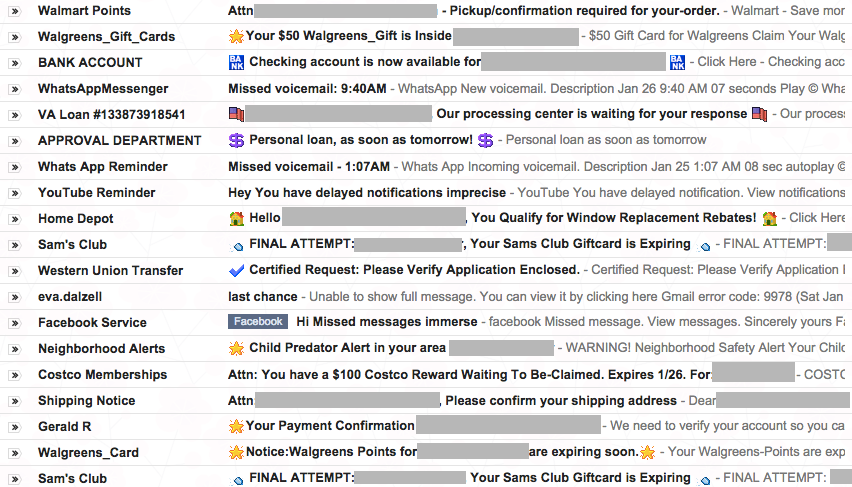 Walmart Points Attn - Pickup/confirmation required for your-order. - Walmart - Save mor
Walgreens_Gift_Cards Your $50 Walgreens_Gift is Inside - $50 Gift Card for Walgreens Claim Your Walg
BANK ACCOUNT BANK Checking account is now available for BANK - Click Here - Checking acc
WhatsAppMessenger Missed voicemail: 9:40AM - WhatsApp New voicemail. Description Jan 26 9:40 AM 07 seconds Play © Wha
VA Loan #133873918541 Our processing center is waiting for your response - Our process
APPROVAL DEPARTMENT Personal loan, as soon as tomorrow! - Personal loan as soon as tomorrow
Whats App Reminder Missed voicemail - 1:07AM - Whats App Incoming voicemail. Description Jan 25 1:07 AM 08 sec autoplay ©
YouTube Reminder Hey You have delayed notifications imprecise - YouTube You have delayed notification. View notifications
Home Depot Hello , You Qualify for Window Replacement Rebates! - Click Here
Sam's Club FINAL ATTEMPT: , Your Sams Club Giftcard is Expiring - FINAL ATTEMPT:
Western Union Transfer Certified Request: Please Verify Application Enclosed. - Certified Request: Please Verify Application
eva.dalzell last chance - Unable to show full message. You can view it by clicking here Gmail error code: 9978 (Sat Jan
Facebook Service Facebook Hi Missed messages immerse - facebook Missed message. View messages. Sincerely yours Fa
Neighborhood Alerts Child Predator Alert in your area - WARNING! Neighborhood Safety Alert Your Child
Costco Memberships Attn: You have a $100 Costco Reward Waiting To Be-Claimed. Expires 1/26. For - COSTC
Shipping Notice Attn , Please confirm your shipping address - Dear
Gerald R Your Payment Confirmation - We need to verify your account so you ca
Walgreens_Card Notice:Walgreens Points for are expiring soon. - Your Walgreens-Points are exp
Sam's Club FINAL ATTEMPT: Your Sams Club Giftcard is Expiring - FINAL ATTEMPT: